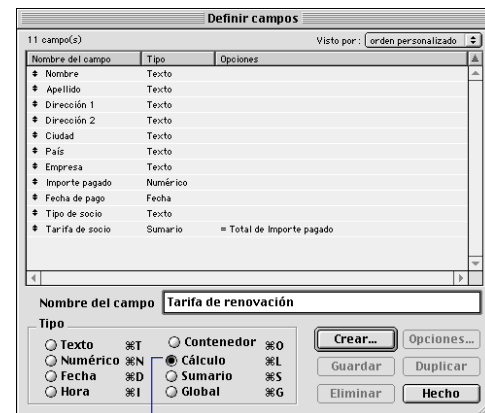 Definir campos
11 campo(s) Visto por : orden personalizado
Nombre del campo Tipo Opciones
Nombre Texto
Apellido Texto
Dirección 1 Texto
Dirección 2 Texto
Ciudad Texto
País Texto
Empresa Texto
Importe pagado Numérico
Fecha de pago Fecha
Tipo de socio Texto
Tarifa de socio Sumario = Total de Importe pagado
Nombre del campo Tarifa de renovación
Tipo
Texto ⌘T Contenedor ⌘O Crear... Opciones...
Numérico ⌘N Cálculo ⌘L
Fecha ⌘D Sumario ⌘S Guardar Duplicar
Hora ⌘I Global ⌘G Eliminar Hecho